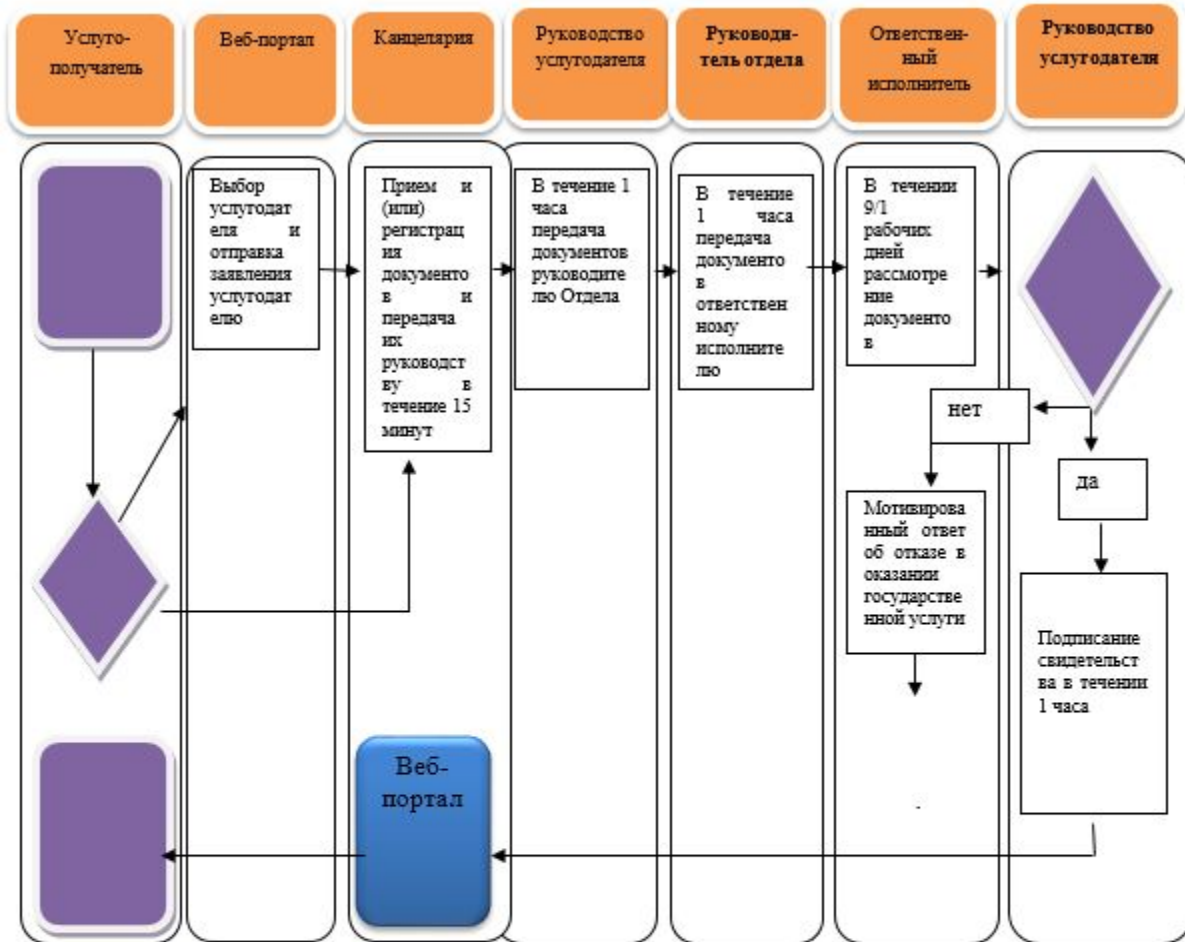 Услуго-
получатель
Веб-портал
Канцелярия
Руководство
услугодателя
Руководи-
тель отдела
Ответствен-
ный
исполнитель
Руководство
услугодателя
Выбор
услугодат
еля и
отправка
заявления
услугодат
елю
Прием и
(или)
регистрац
ия
документо
в и
передача
их
руководст
ву в
течение 15
минут
В течение 1
часа
передача
документов
руководите
лю Отдела
В течение
1 часа
передача
документо
в
ответствен
ному
исполните
лю
В течении
9/1
рабочих
дней
рассмотре
ние
документо
в
нет
да
Мотивирова
нный ответ
об отказе в
оказании
государстве
нной услуги
Подписание
свидетельст
ва в течении
1 часа
Веб-
портал